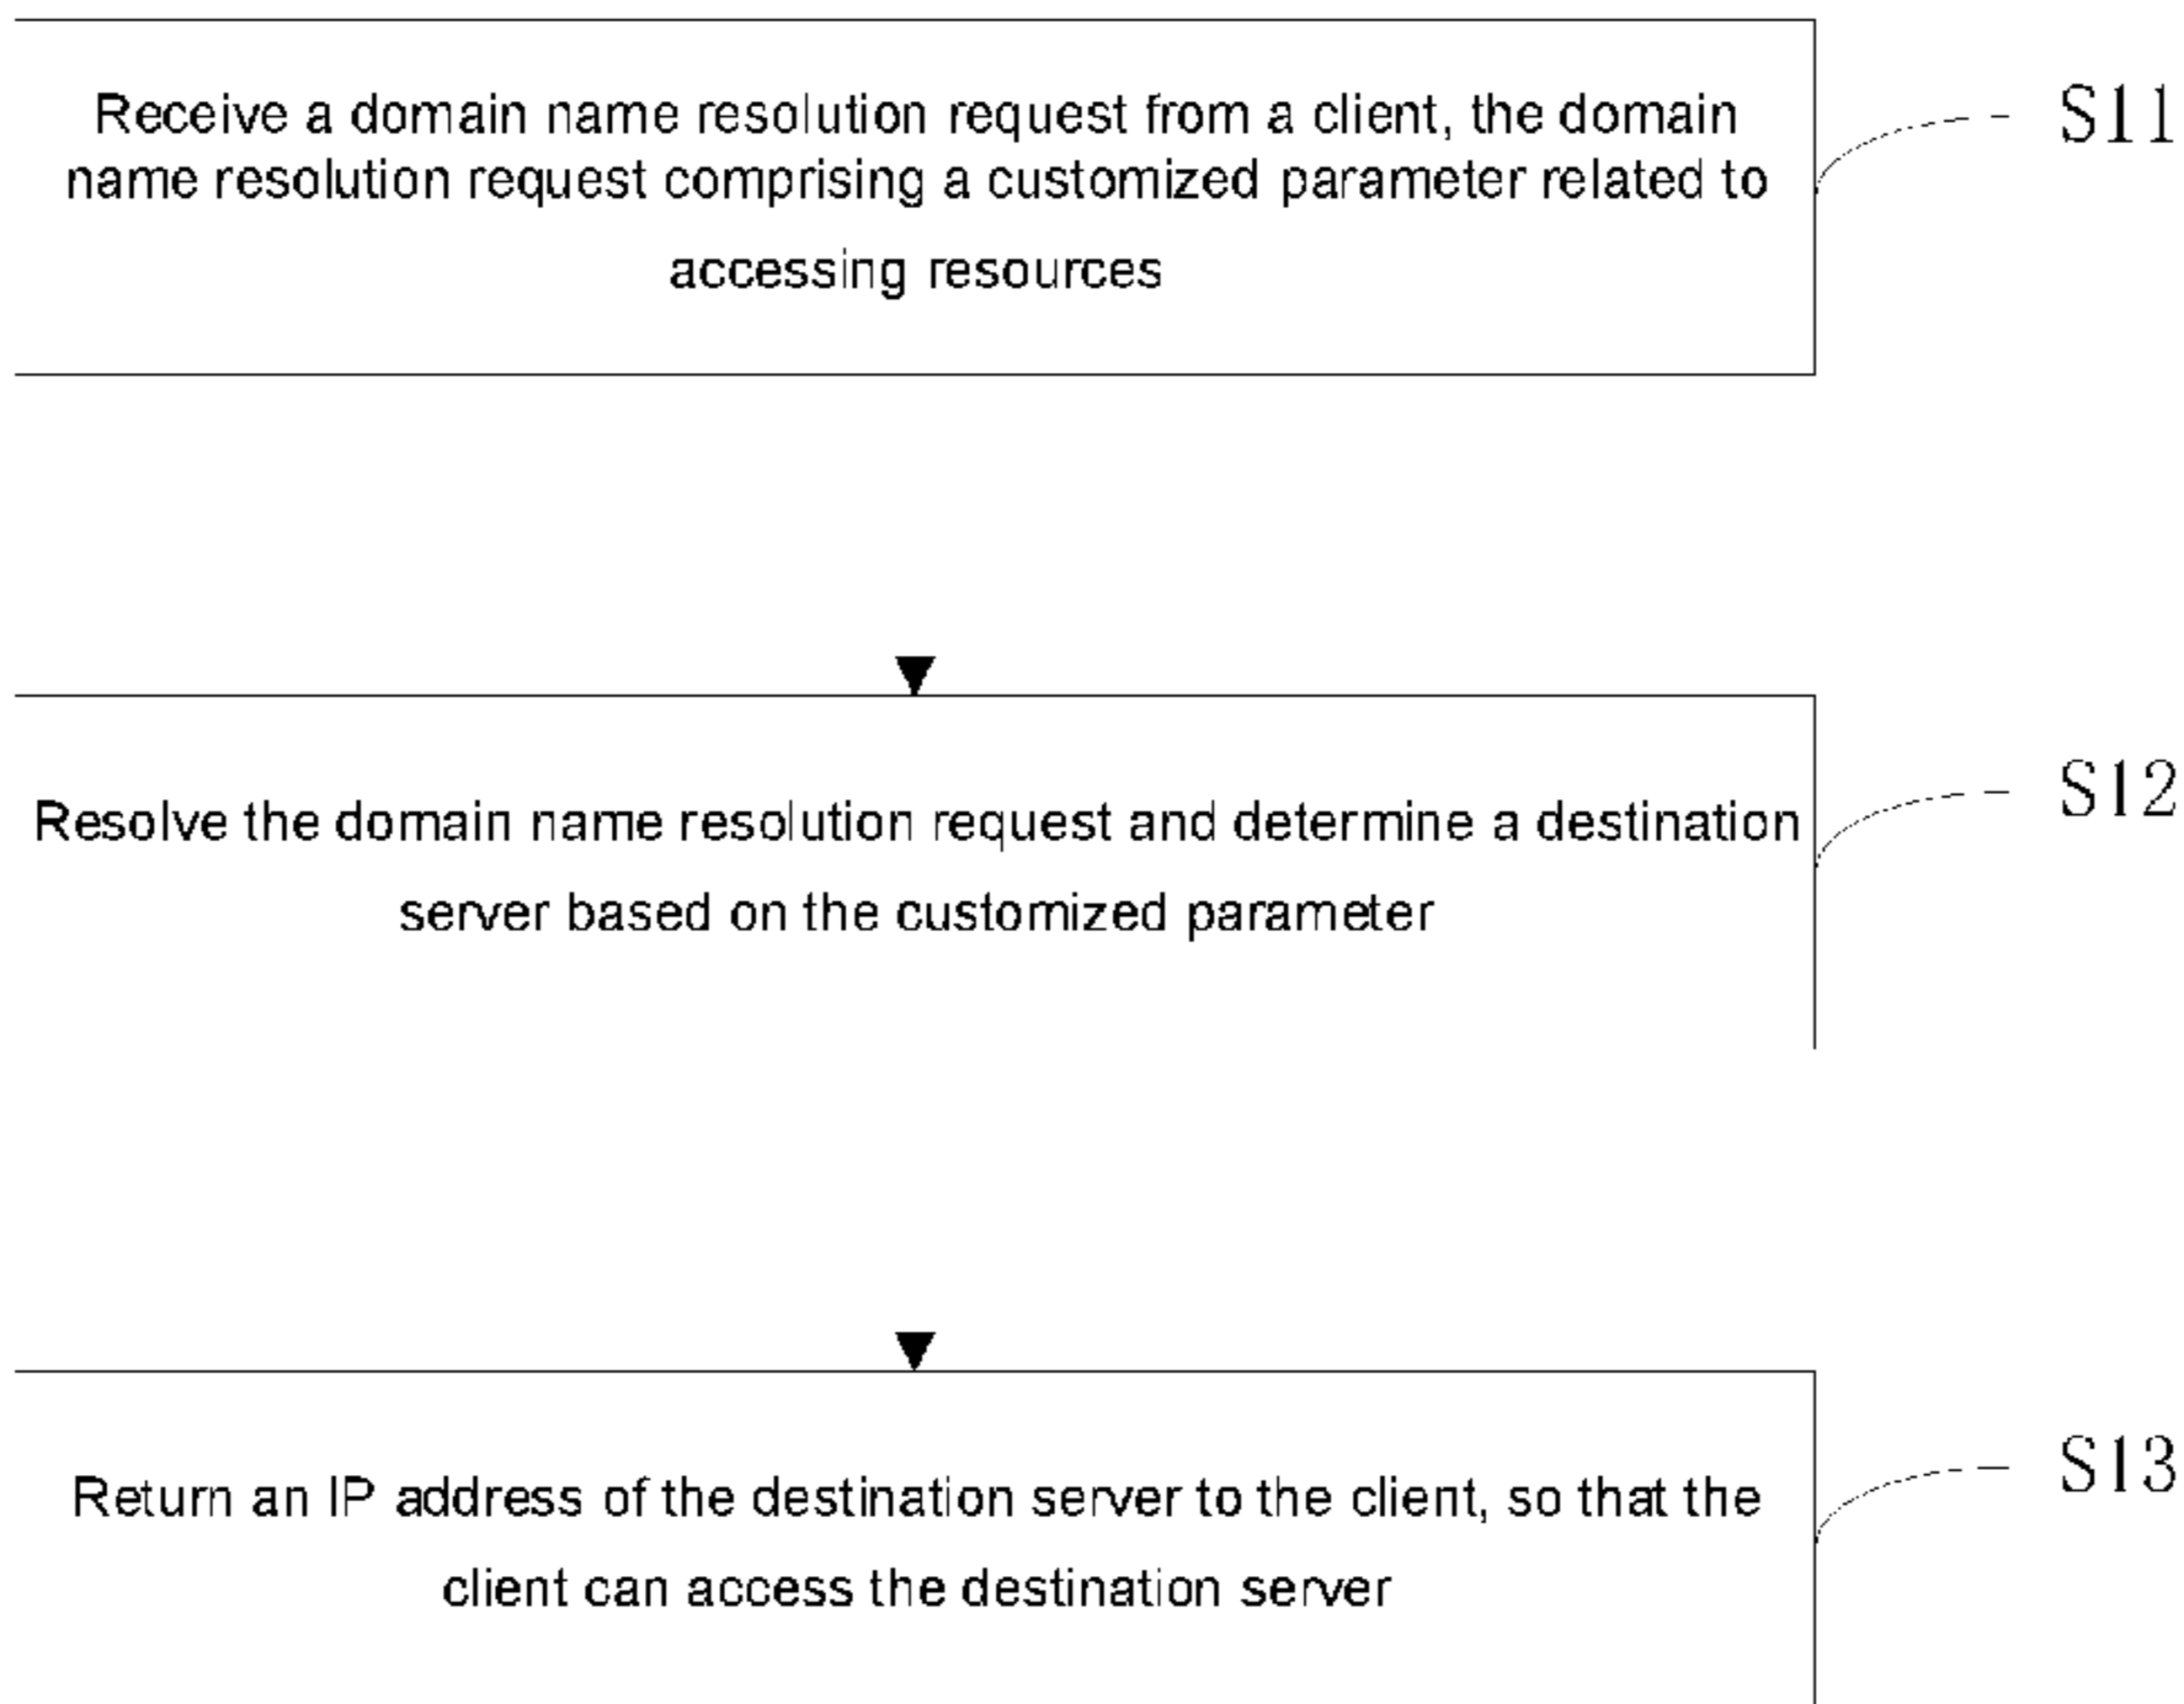 Receive a domain name resolution request from a client, the domain
S11
name resolution request comprising a customized parameter related to
accessing resources
S12
Resolve the domain name resolution request and determine a destination
server based on the customized parameter
S13
Return an IP address of the destination server to the client, so that the
client can access the destination server